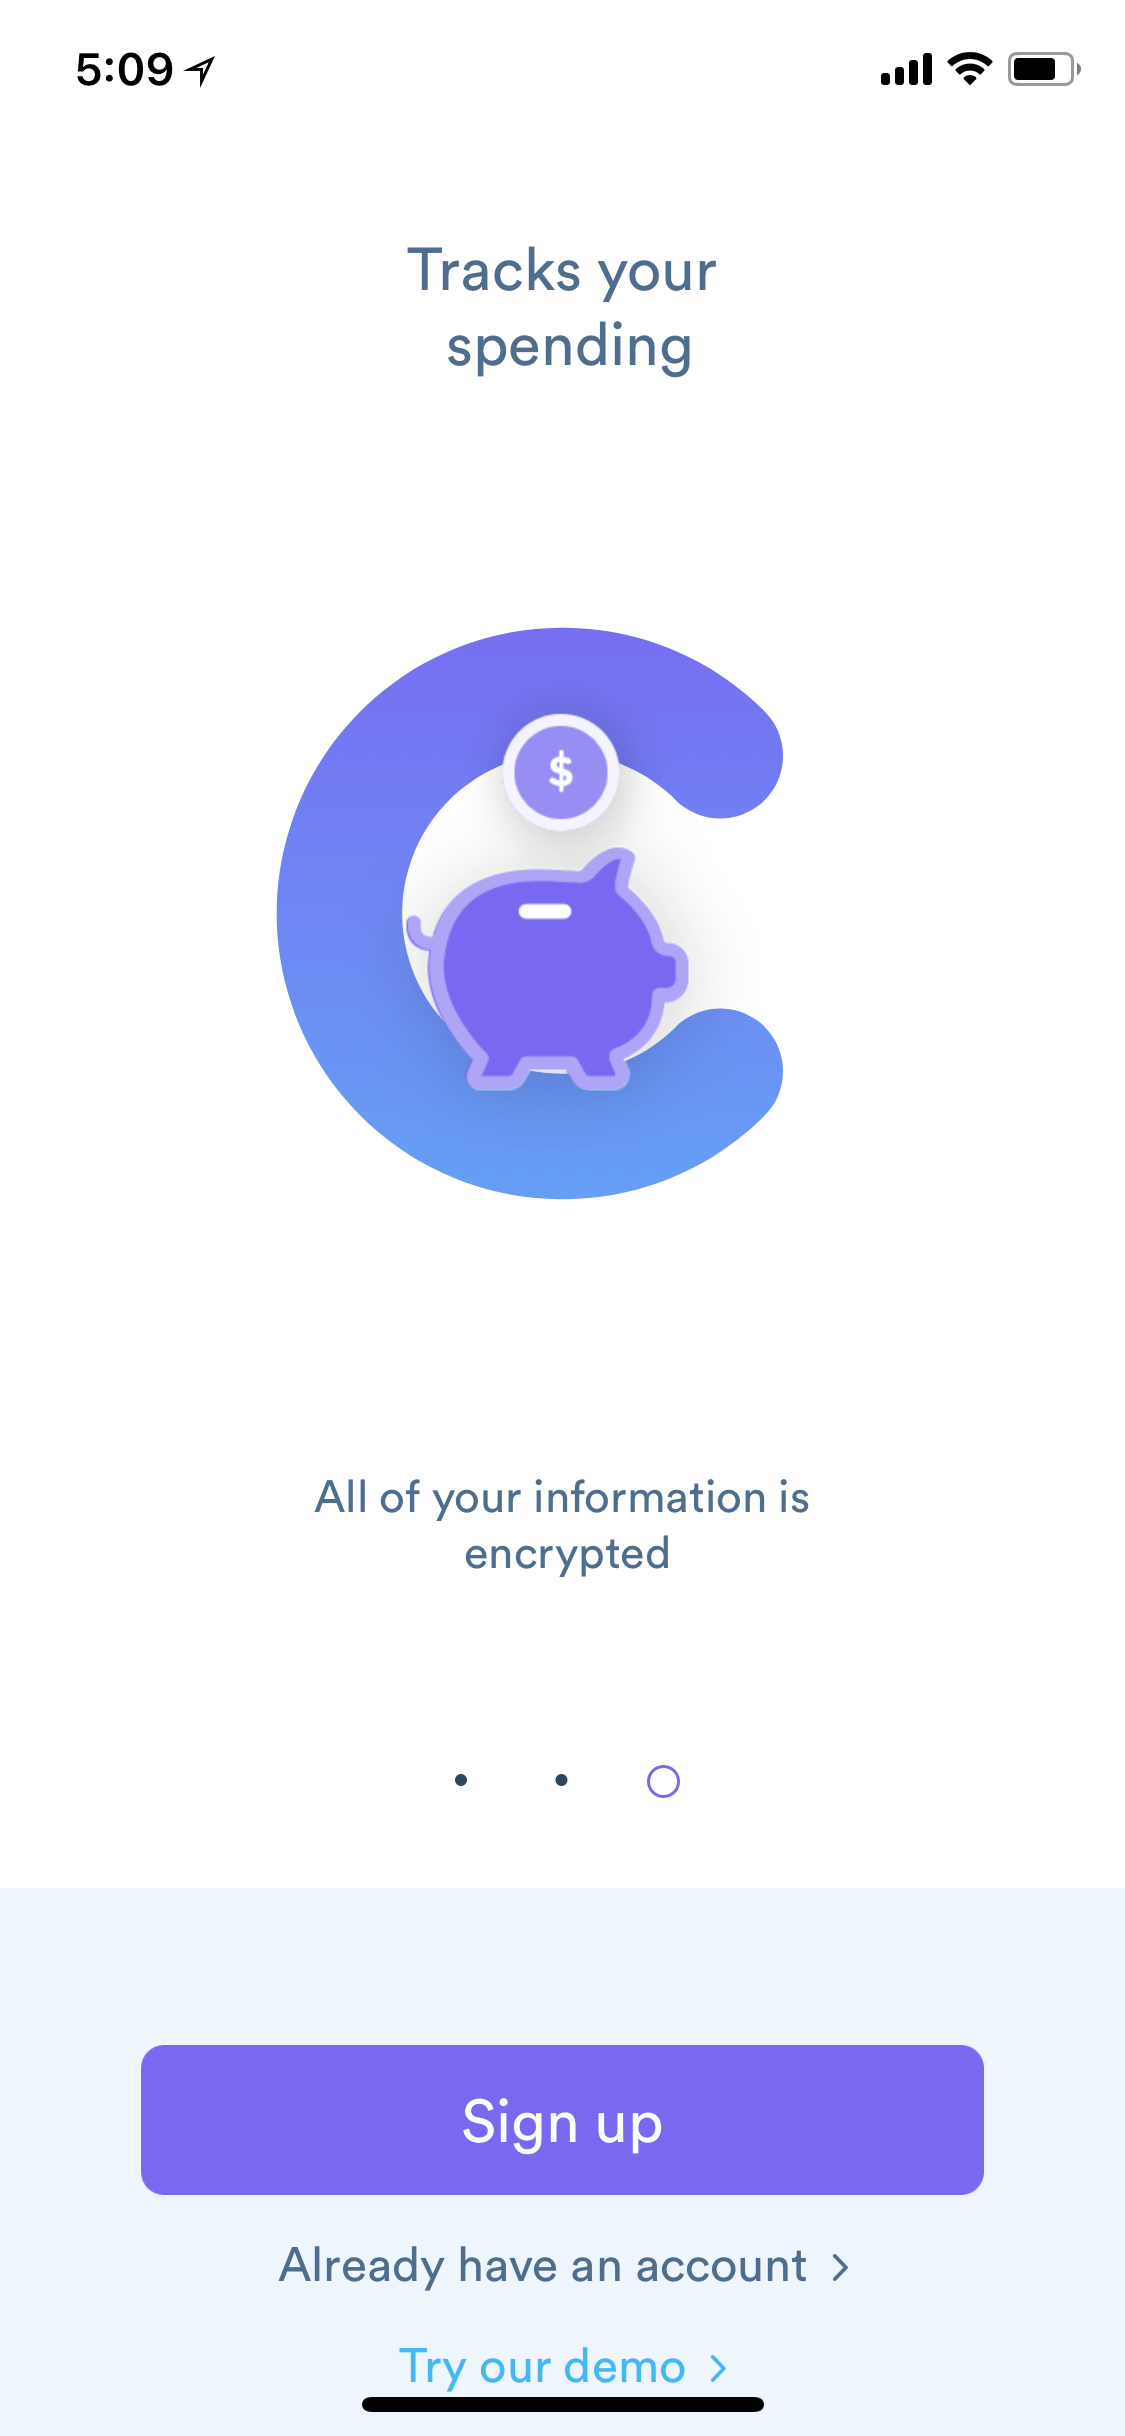 5:09
Tracks your
spending
$
All of your information is
encrypted
Sign up
Already have an account >
Try our demo >